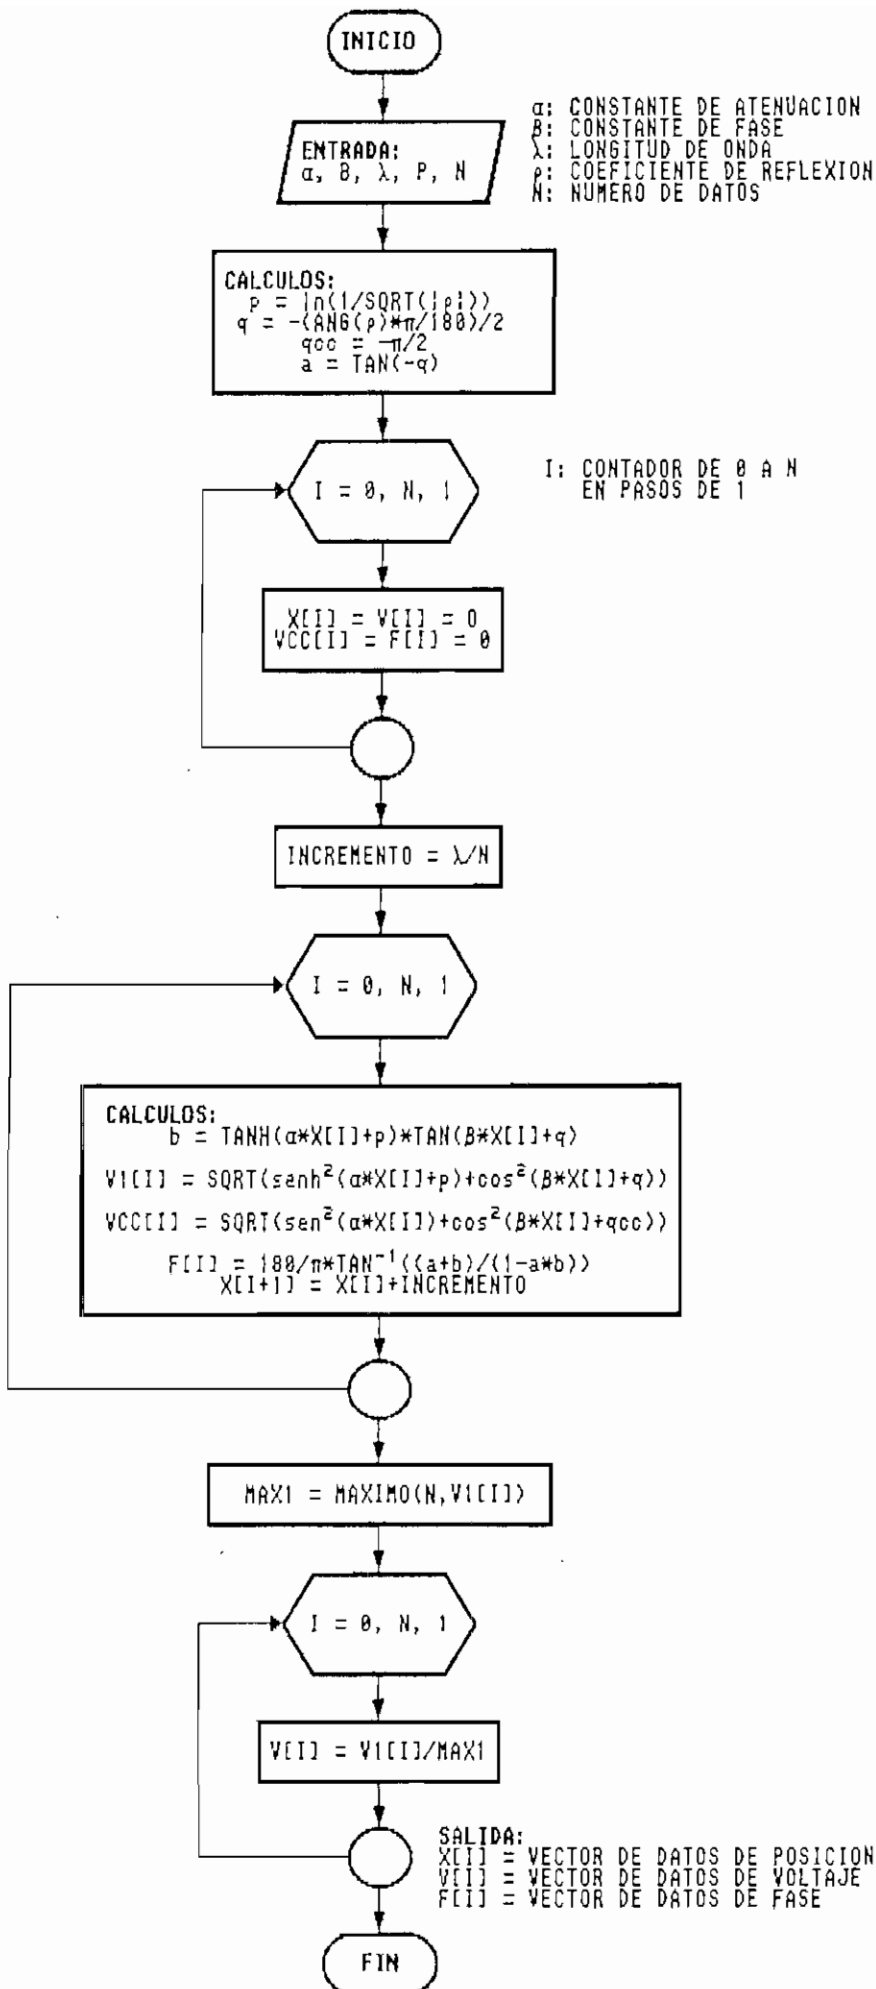 INICIO
α: CONSTANTE DE ATENUACION
β: CONSTANTE DE FASE
λ: LONGITUD DE ONDA
ρ: COEFICIENTE DE REFLEXION
N: NUMERO DE DATOS
ENTRADA:
α, B, λ, P, N
CALCULOS:
p = ln(1/SQRT(|ρ|))
q = -(ANG(ρ)*π/180)/2
qcc = -π/2
a = TAN(-q)
I = 0, N, 1
I: CONTADOR DE 0 A N
EN PASOS DE 1
X[I] = V[I] = 0
VCC[I] = F[I] = 0
INCREMENTO = λ/N
I = 0, N, 1
CALCULOS:
b = TANH(α*X[I]+p)*TAN(β*X[I]+q)
V1[I] = SQRT(senh²(α*X[I]+p)+cos²(β*X[I]+q))
VCC[I] = SQRT(sen²(α*X[I])+cos²(β*X[I]+qcc))
F[I] = 180/π*TAN⁻¹((a+b)/(1-a*b))
X[I+1] = X[I]+INCREMENTO
MAX1 = MAXIMO(N,V1[I])
I = 0, N, 1
V[I] = V1[I]/MAX1
SALIDA:
X[I] = VECTOR DE DATOS DE POSICION
V[I] = VECTOR DE DATOS DE VOLTAJE
F[I] = VECTOR DE DATOS DE FASE
FIN